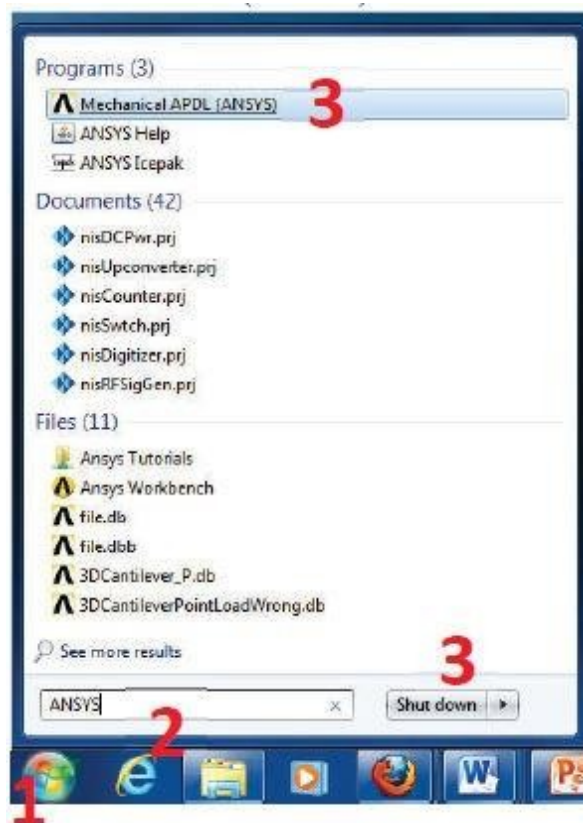 Programs (3)
Mechanical APDL (ANSYS)
3
ANSYS Help
ANSYS Icepak
Documents (42)
nisDCPwr.prj
nisUpconverter.prj
nisCounter.prj
nisSwtch.prj
nisDigitizer.prj
nisRFSigGen.prj
Files (11)
Ansys Tutorials
Ansys Workbench
file.db
file.dbb
3DCantilever_P.db
3DCantileverPointLoadWrong.db
See more results
3
ANSYS
Shut down
2
1
W